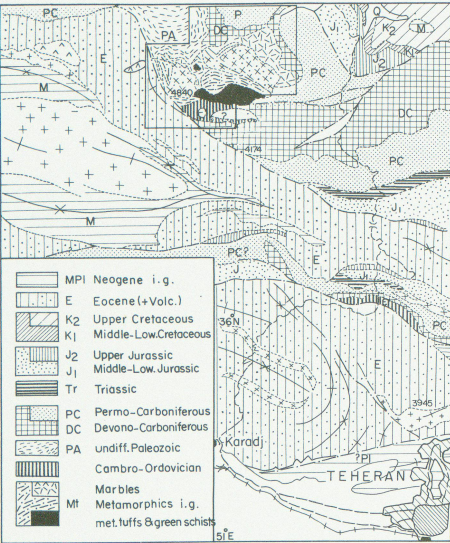 PC
P
Q
K2
M
PA
DC
J1
K1
E
J2
PC
M
4840
DC
E
4174
PC
J1
M
PC?
E
J
J1
36°N
PC
E
3945
Karadj
?Pl
TEHERAN
51°E
MPl Neogene i.g.
E Eocene (+Volc.)
K2 Upper Cretaceous
K1 Middle-Low.Cretaceous
J2 Upper Jurassic
J1 Middle-Low.Jurassic
Tr Triassic
PC Permo-Carboniferous
DC Devono-Carboniferous
PA undiff.Paleozoic
Cambro-Ordovician
Marbles
Mt Metamorphics i.g.
met.tuffs & green schists